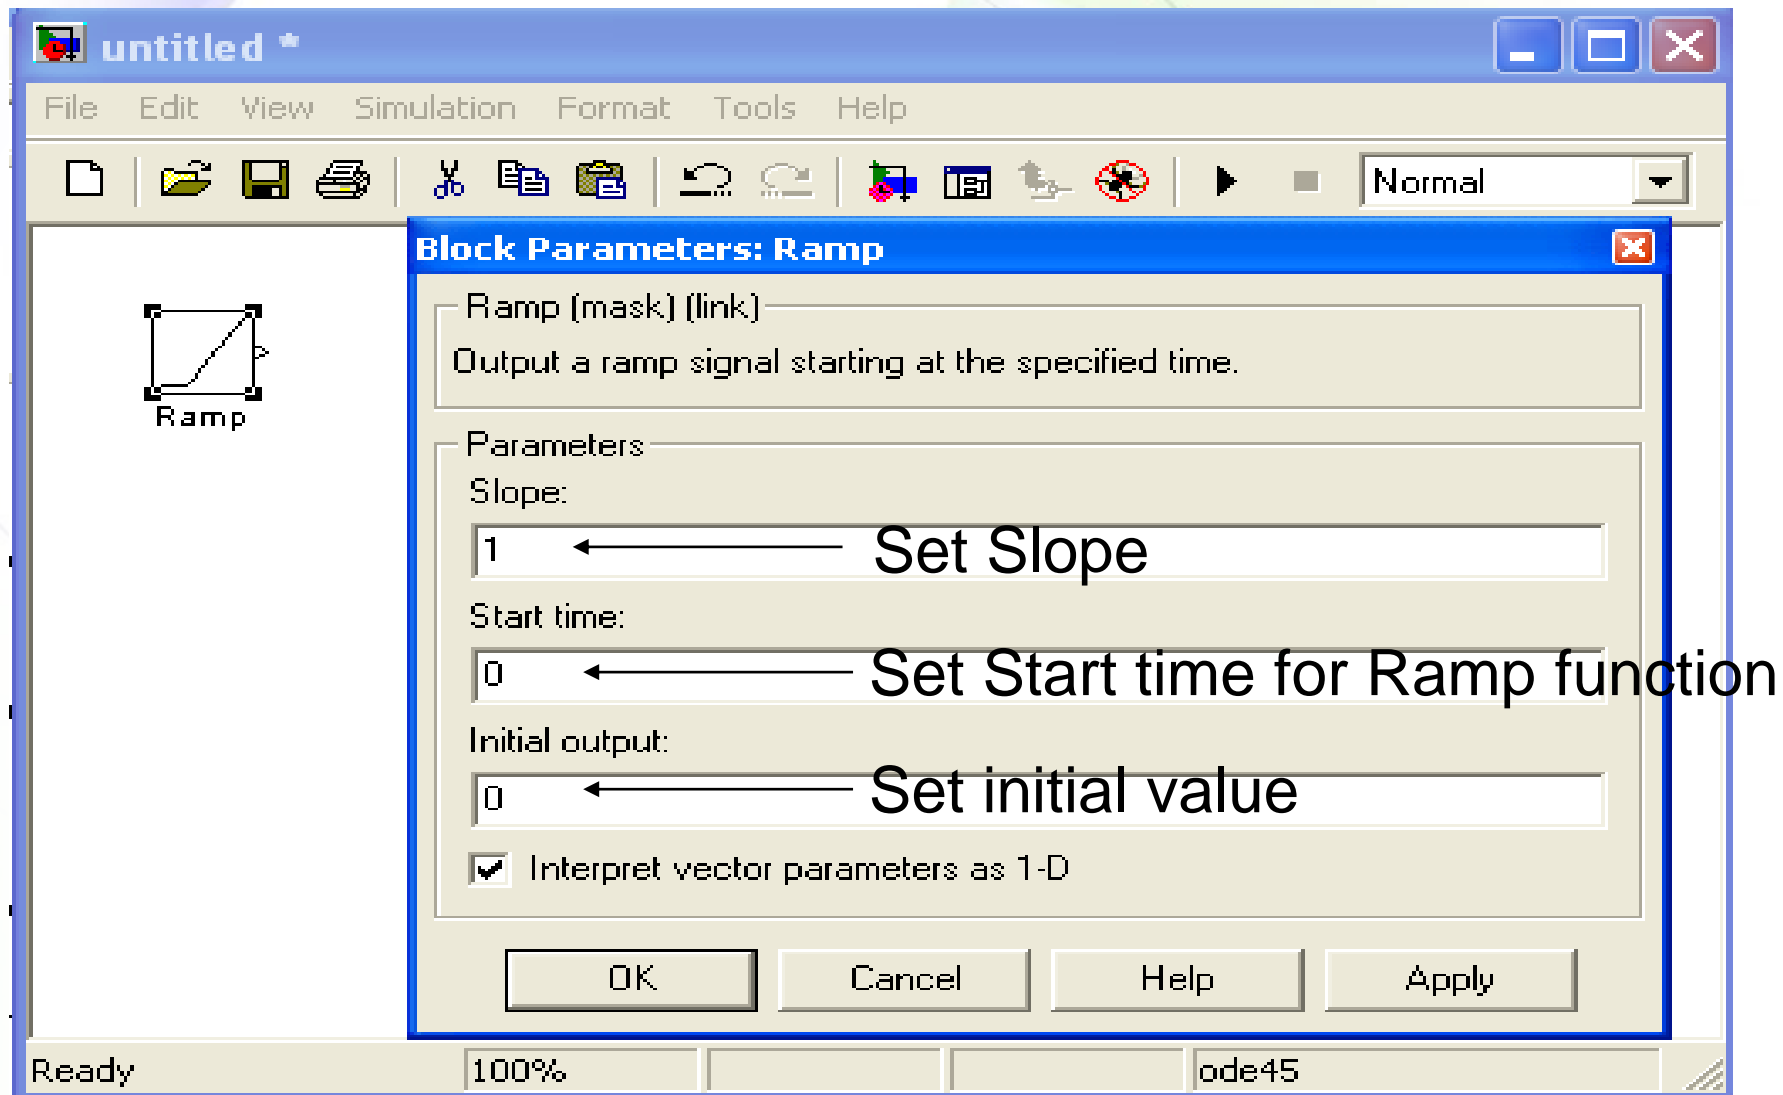 untitled *
File Edit View Simulation Format Tools Help
Normal
Block Parameters: Ramp
Ramp (mask) (link)
Output a ramp signal starting at the specified time.
Ramp
Parameters
Slope:
1 Set Slope
Start time:
0 Set Start time for Ramp function
Initial output:
0 Set initial value
Interpret vector parameters as 1-D
OK Cancel Help Apply
Ready 100% ode45